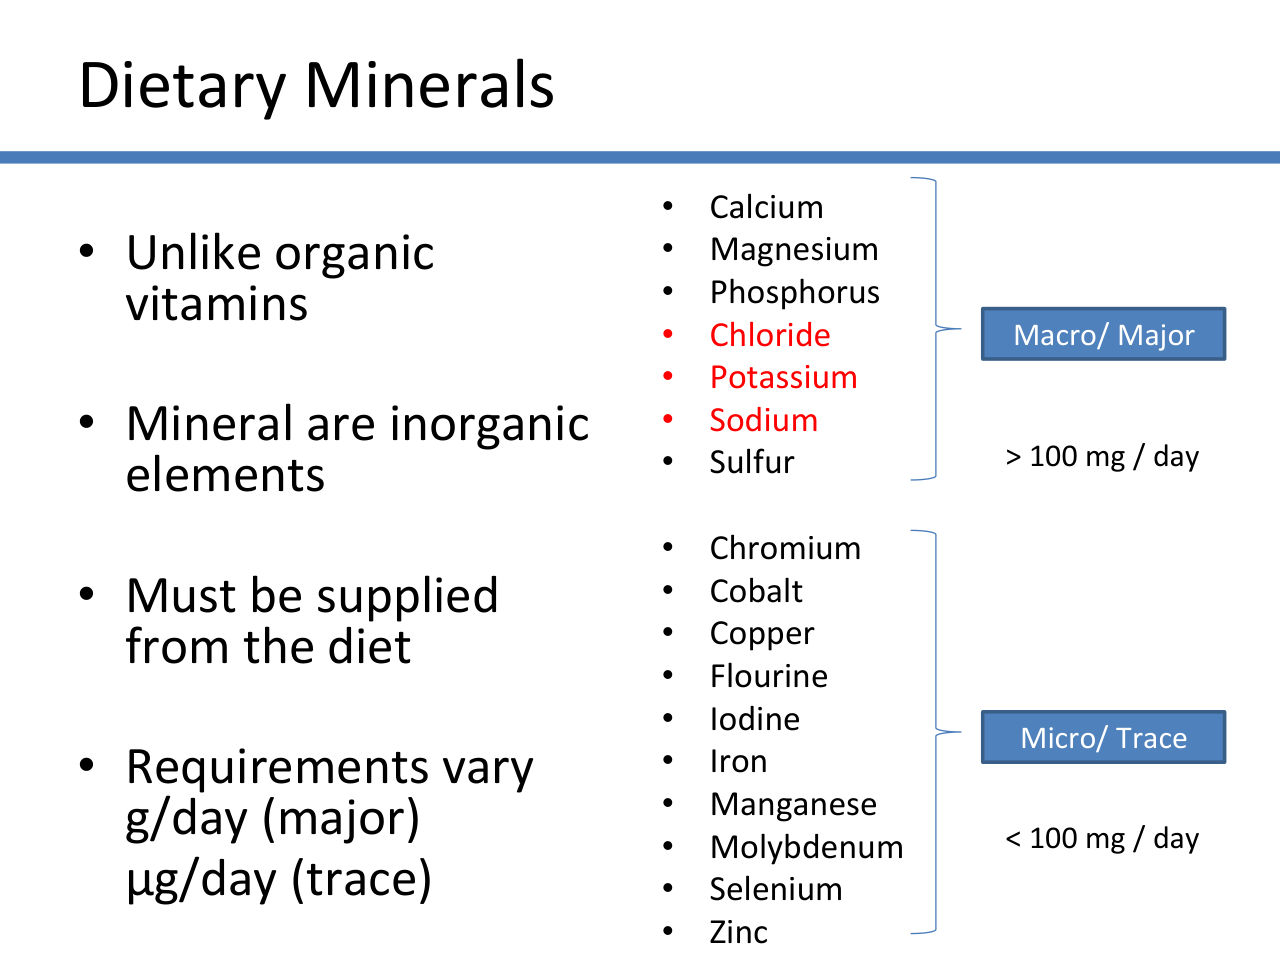 Dietary Minerals
• Unlike organic
vitamins
• Mineral are inorganic
elements
• Must be supplied
from the diet
• Requirements vary
g/day (major)
µg/day (trace)
• Calcium
• Magnesium
• Phosphorus
• Chloride
• Potassium
• Sodium
• Sulfur
Macro/ Major
> 100 mg / day
• Chromium
• Cobalt
• Copper
• Flourine
• Iodine
• Iron
• Manganese
• Molybdenum
• Selenium
• Zinc
Micro/ Trace
< 100 mg / day